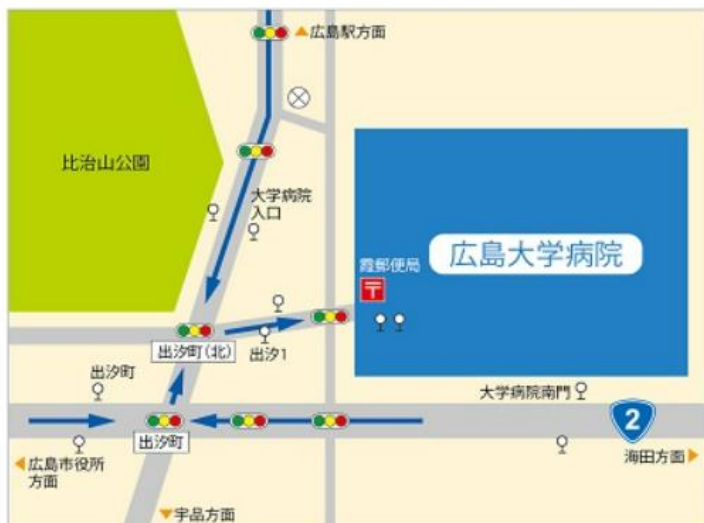 広島駅方面
比治山公園
大学病院
入口
霞郵便局
〒
広島大学病院
出汐町(北)
出汐1
出汐町
大学病院南門
2
出汐町
広島市役所
方面
海田方面
宇品方面